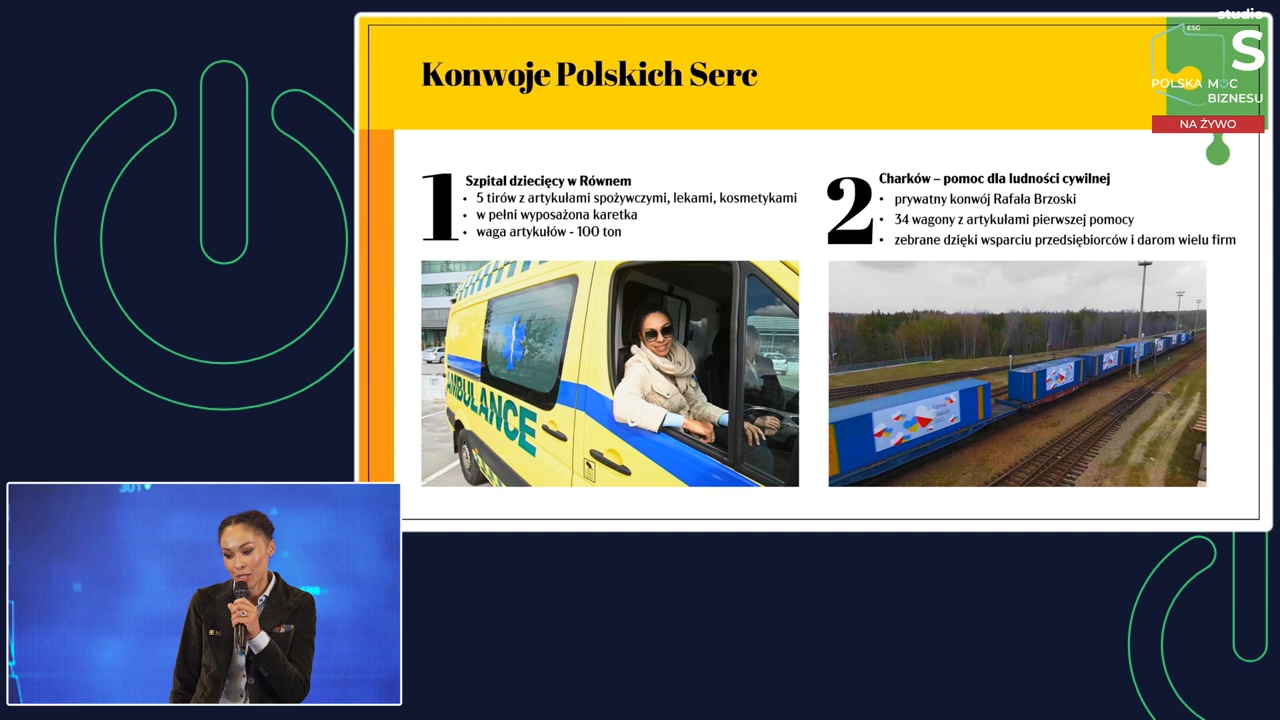 studio
ESG
S
POLSKA MOC
BIZNESU
NA ŻYWO
Konwoje Polskich Serc
1
Szpital dziecięcy w Równem
• 5 tirów z artykułami spożywczymi, lekami, kosmetykami
• w pełni wyposażona karetka
• waga artykułów - 100 ton
2
Charków – pomoc dla ludności cywilnej
• prywatny konwój Rafała Brzoski
• 34 wagony z artykułami pierwszej pomocy
• zebrane dzięki wsparciu przedsiębiorców i darom wielu firm
AMBULANCE